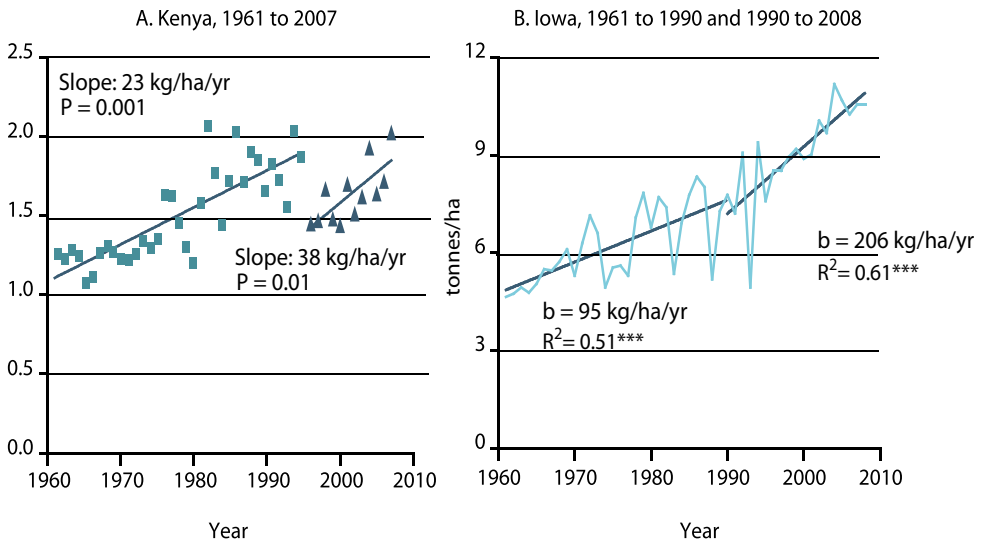 A. Kenya, 1961 to 2007
2.5
2.0
1.5
1.0
0.5
0.0
Slope: 23 kg/ha/yr
P = 0.001
Slope: 38 kg/ha/yr
P = 0.01
1960 1970 1980 1990 2000 2010
Year
B. Iowa, 1961 to 1990 and 1990 to 2008
tonnes/ha
12
9
6
3
0
b = 206 kg/ha/yr
R²= 0.61***
b = 95 kg/ha/yr
R²= 0.51***
1960 1970 1980 1990 2000 2010
Year